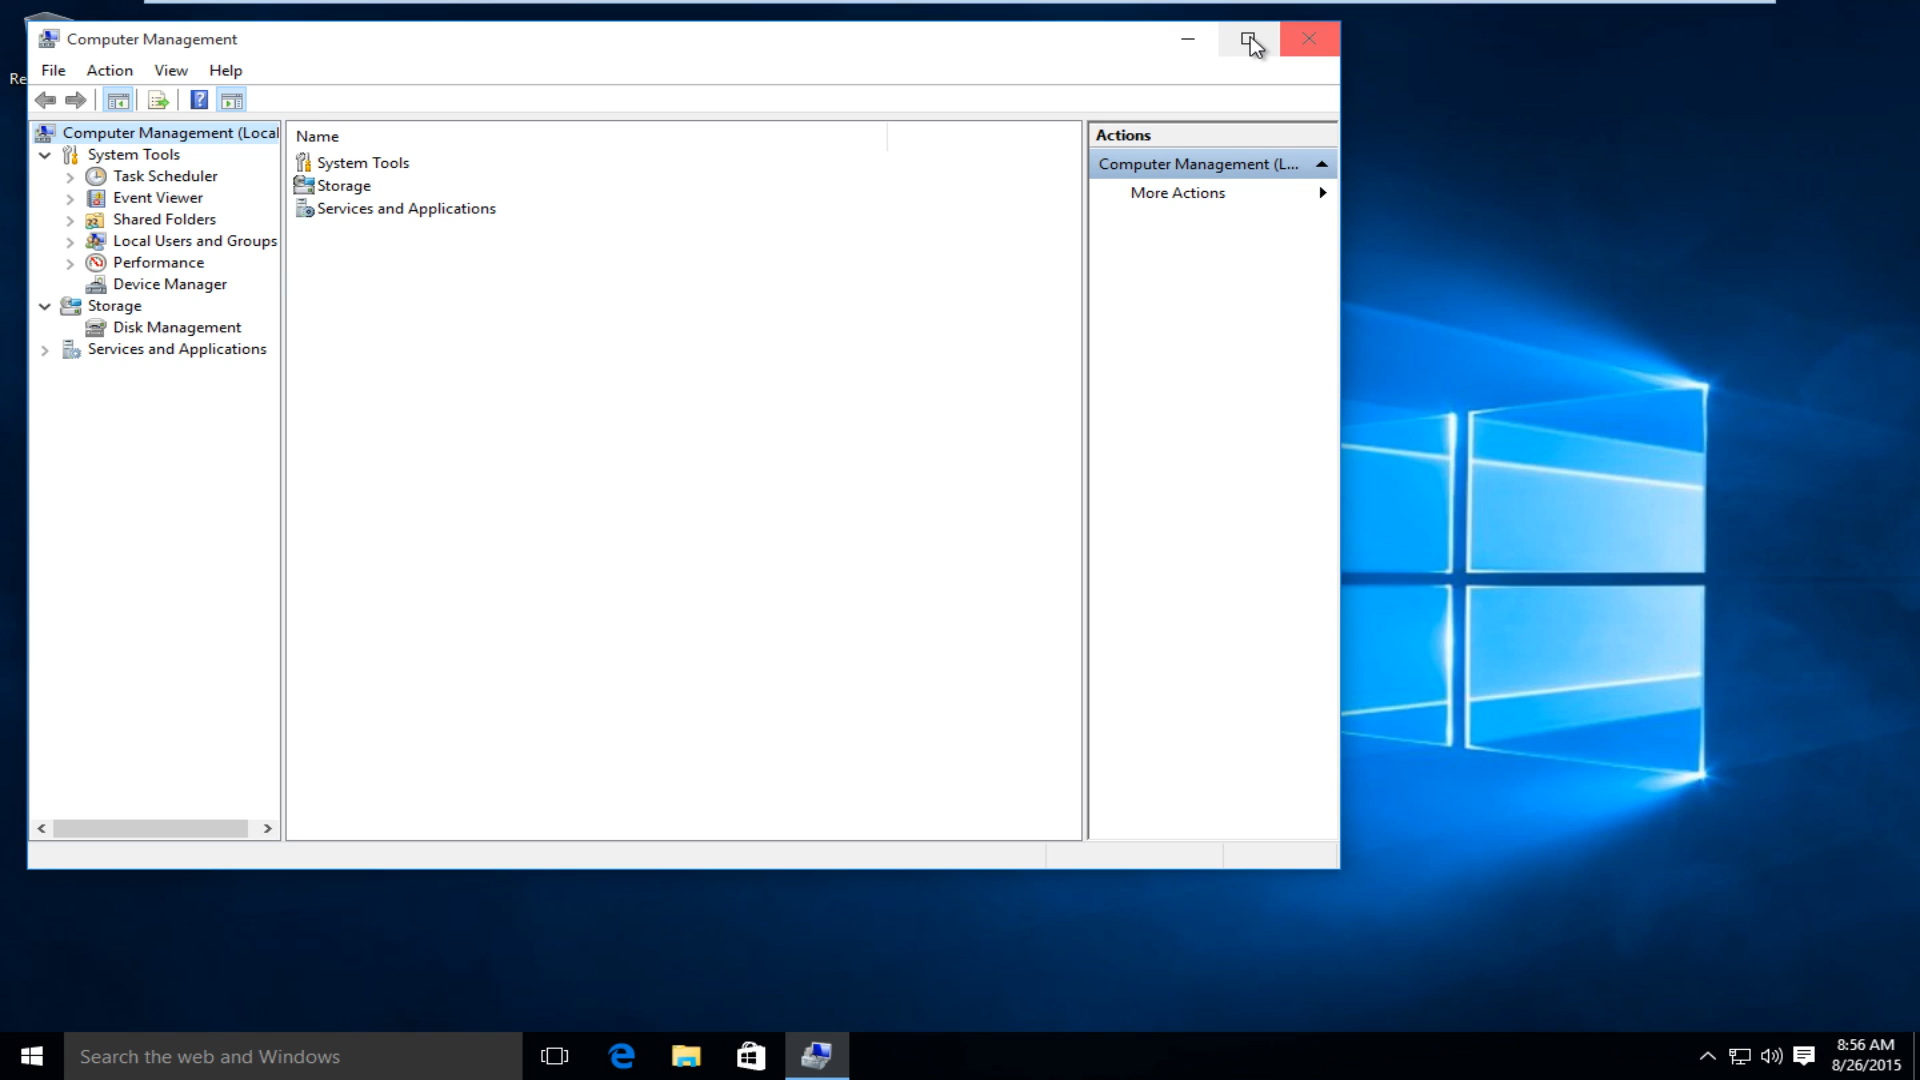 Re
Computer Management
File Action View Help
Computer Management (Local
System Tools
Task Scheduler
Event Viewer
Shared Folders
Local Users and Groups
Performance
Device Manager
Storage
Disk Management
Services and Applications
Name
System Tools
Storage
Services and Applications
Actions
Computer Management (L...
More Actions
Search the web and Windows
8:56 AM
8/26/2015